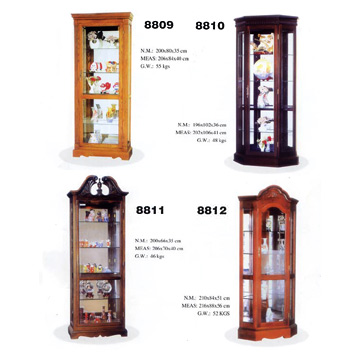 8809
N.M.: 200x80x35 cm
MEAS: 206x84x40 cm
G.W.: 55 kgs
8810
N.M.: 196x102x36 cm
MEAS: 202x106x41 cm
G.W.: 48 kgs
8811
N.M.: 200x66x35 cm
MEAS: 206x70x40 cm
G.W.: 46 kgs
8812
N.M.: 210x84x51 cm
MEAS: 216x88x56 cm
G.W.: 52 KGS